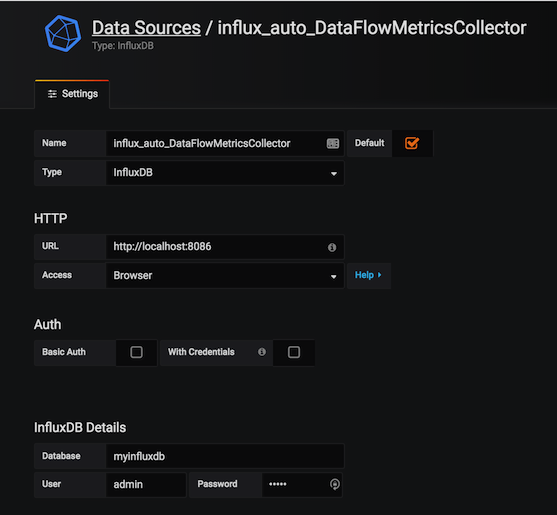 Data Sources / influx_auto_DataFlowMetricsCollector
Type: InfluxDB
Settings
Name influx_auto_DataFlowMetricsCollector Default
Type InfluxDB
HTTP
URL http://localhost:8086
Access Browser Help
Auth
Basic Auth With Credentials
InfluxDB Details
Database myinfluxdb
User admin Password •••••